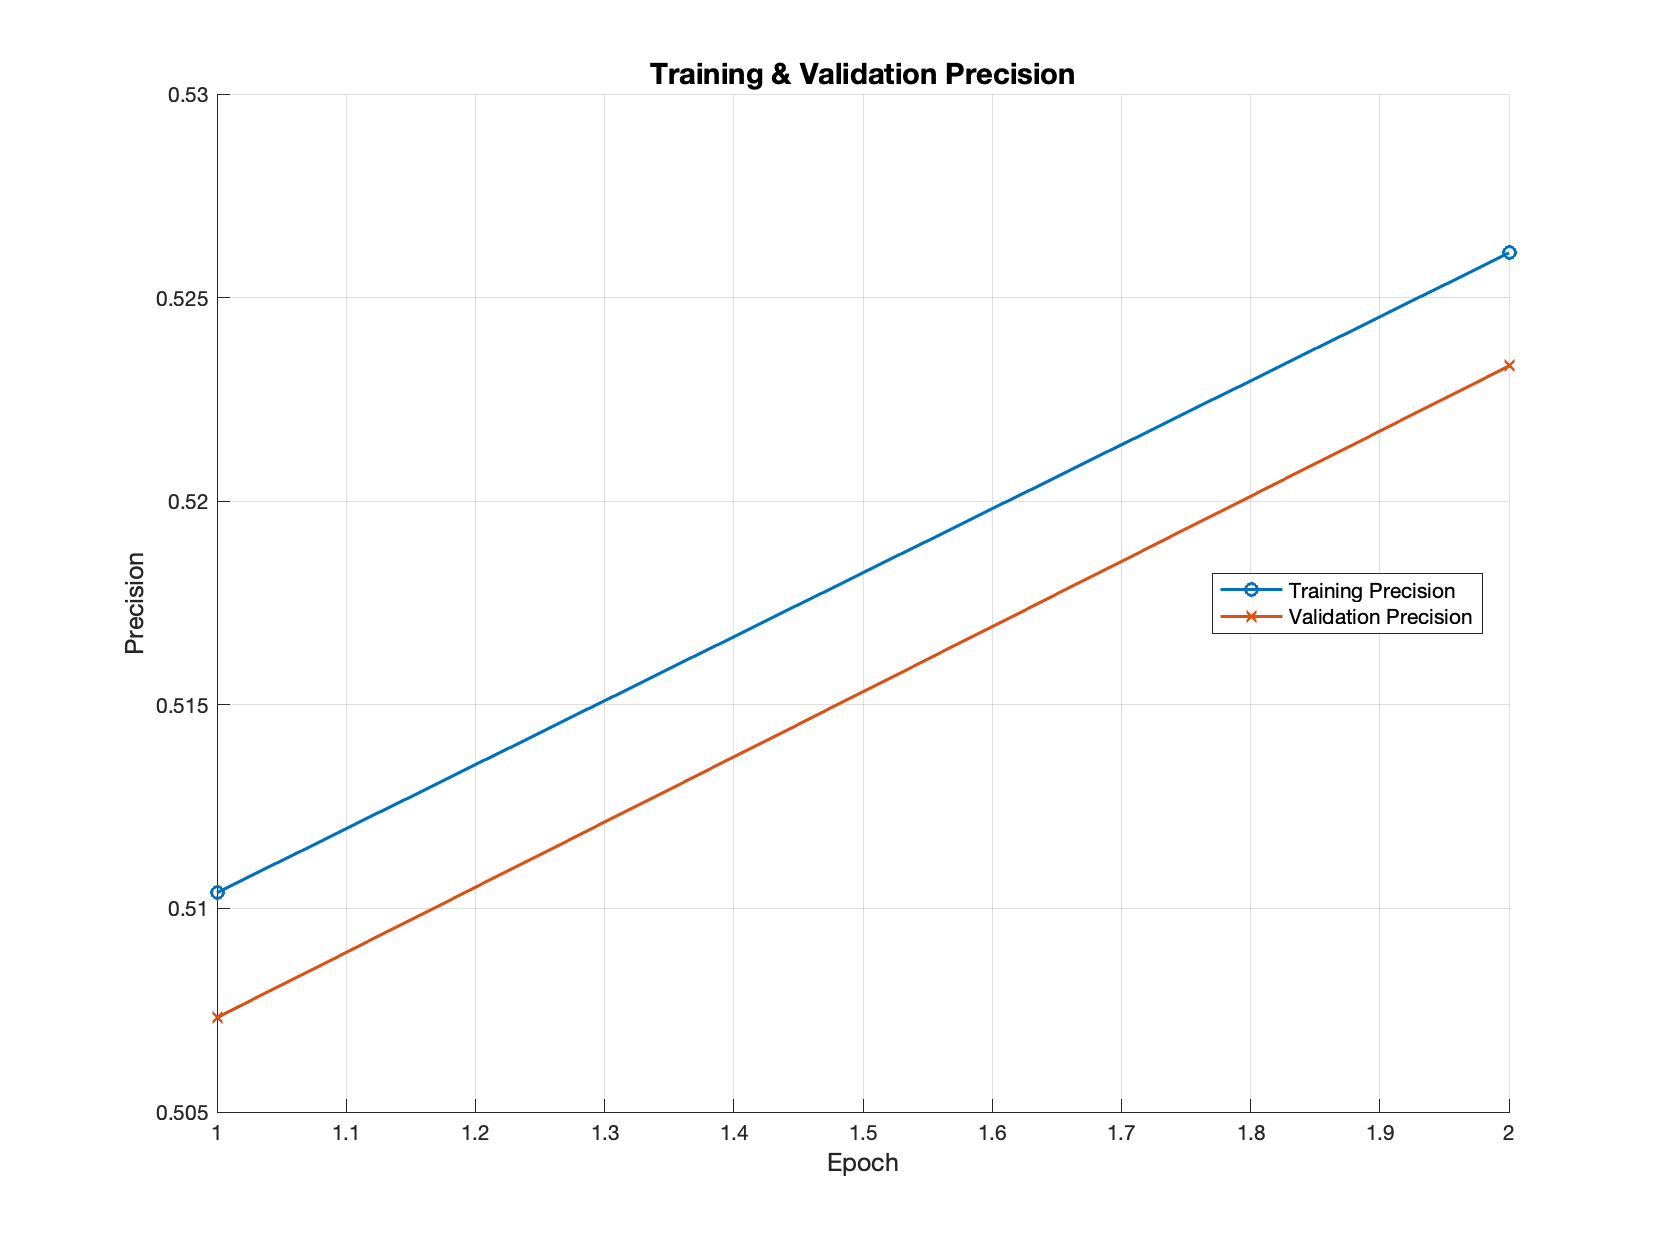 Training & Validation Precision
0.53
0.525
0.52
0.515
0.51
0.505
Precision
Training Precision
Validation Precision
1 1.1 1.2 1.3 1.4 1.5 1.6 1.7 1.8 1.9 2
Epoch